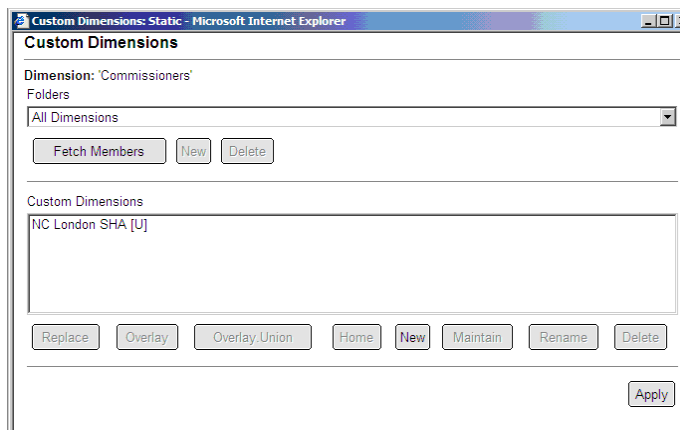 Custom Dimensions: Static - Microsoft Internet Explorer
Custom Dimensions
Dimension: 'Commissioners'
Folders
All Dimensions
Fetch Members New Delete
Custom Dimensions
NC London SHA [U]
Replace Overlay Overlay.Union Home New Maintain Rename Delete
Apply